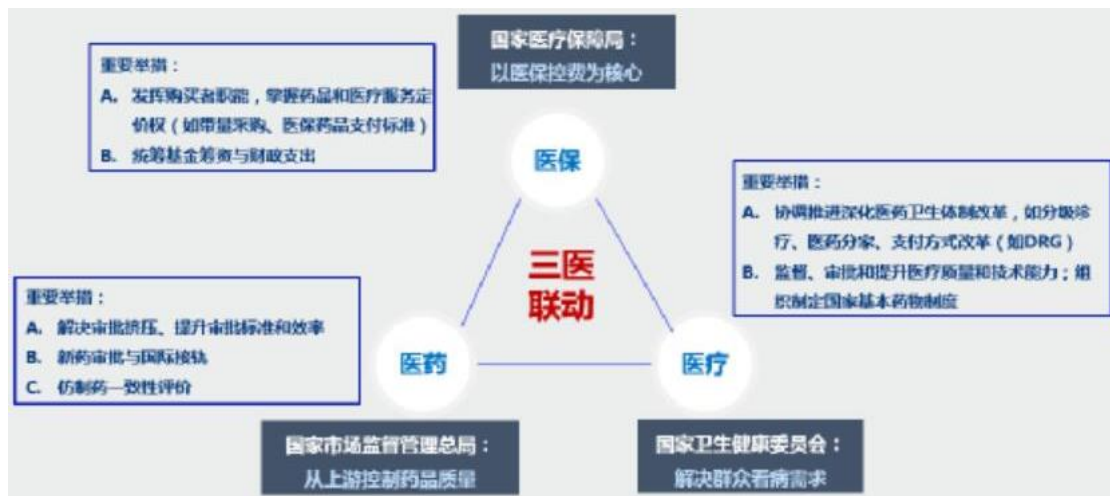 国家医疗保障局：
以医保控费为核心
重要举措：
A. 发挥购买者职能，掌握药品和医疗服务定
价权（如带量采购、医保药品支付标准）
B. 统筹基金筹资与财政支出
医保
重要举措：
A. 协调推进深化医药卫生体制改革，如分级诊
疗、医药分家、支付方式改革（如DRG）
B. 监督、审批和提升医疗质量和技术能力；组
织制定国家基本药物制度
三医
联动
重要举措：
A. 解决审批挤压、提升审批标准和效率
B. 新药审批与国际接轨
C. 仿制药一致性评价
医药
医疗
国家市场监督管理总局：
从上游控制药品质量
国家卫生健康委员会：
解决群众看病需求